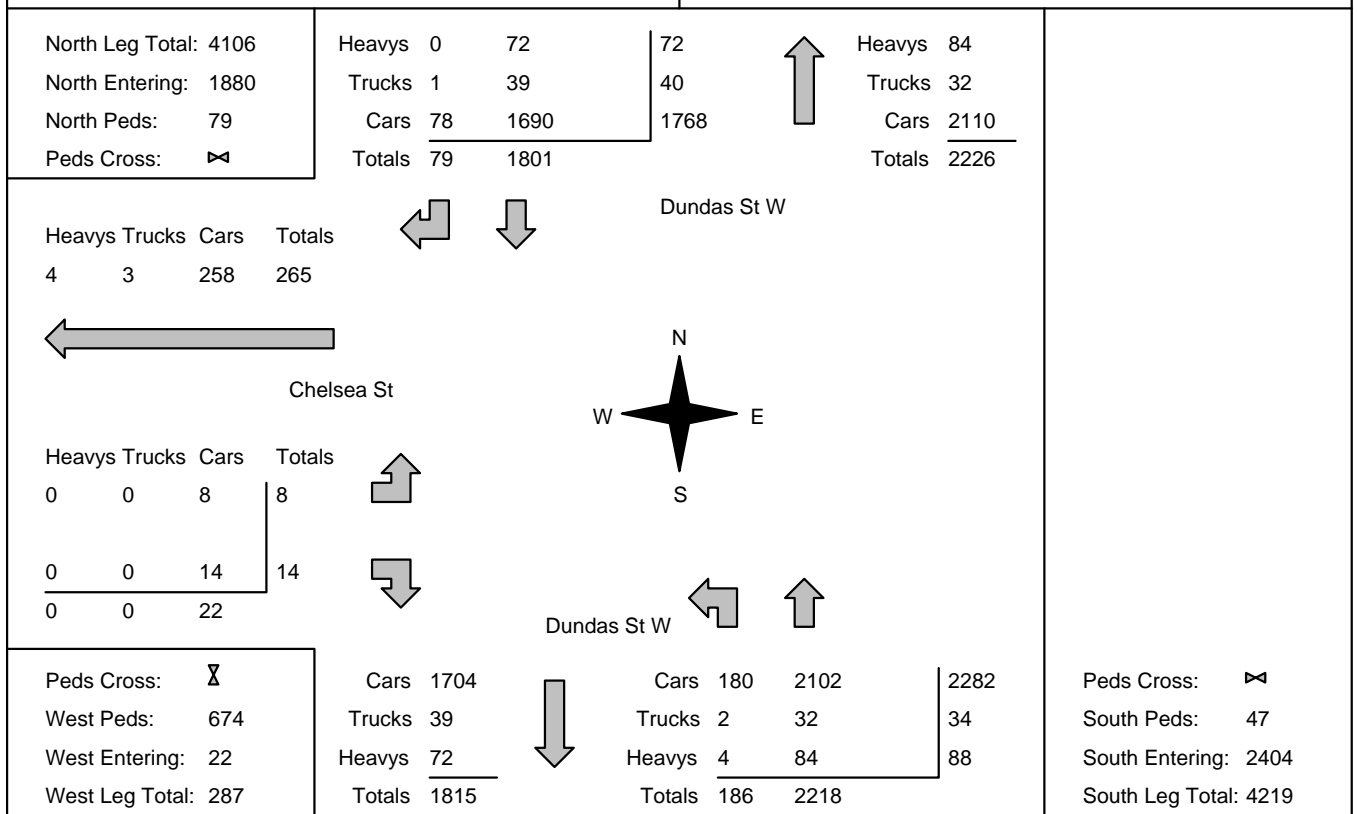 North Leg Total: 4106
North Entering: 1880
North Peds: 79
Peds Cross:
Heavys 0 72 72
Trucks 1 39 40
Cars 78 1690 1768
Totals 79 1801
Heavys 84
Trucks 32
Cars 2110
Totals 2226
Dundas St W
Heavys Trucks Cars Totals
4 3 258 265
Chelsea St
N
W E
S
Heavys Trucks Cars Totals
0 0 8 8
0 0 14 14
0 0 22
Dundas St W
Peds Cross:
West Peds: 674
West Entering: 22
West Leg Total: 287
Cars 1704
Trucks 39
Heavys 72
Totals 1815
Cars 180 2102 2282
Trucks 2 32 34
Heavys 4 84 88
Totals 186 2218
Peds Cross:
South Peds: 47
South Entering: 2404
South Leg Total: 4219